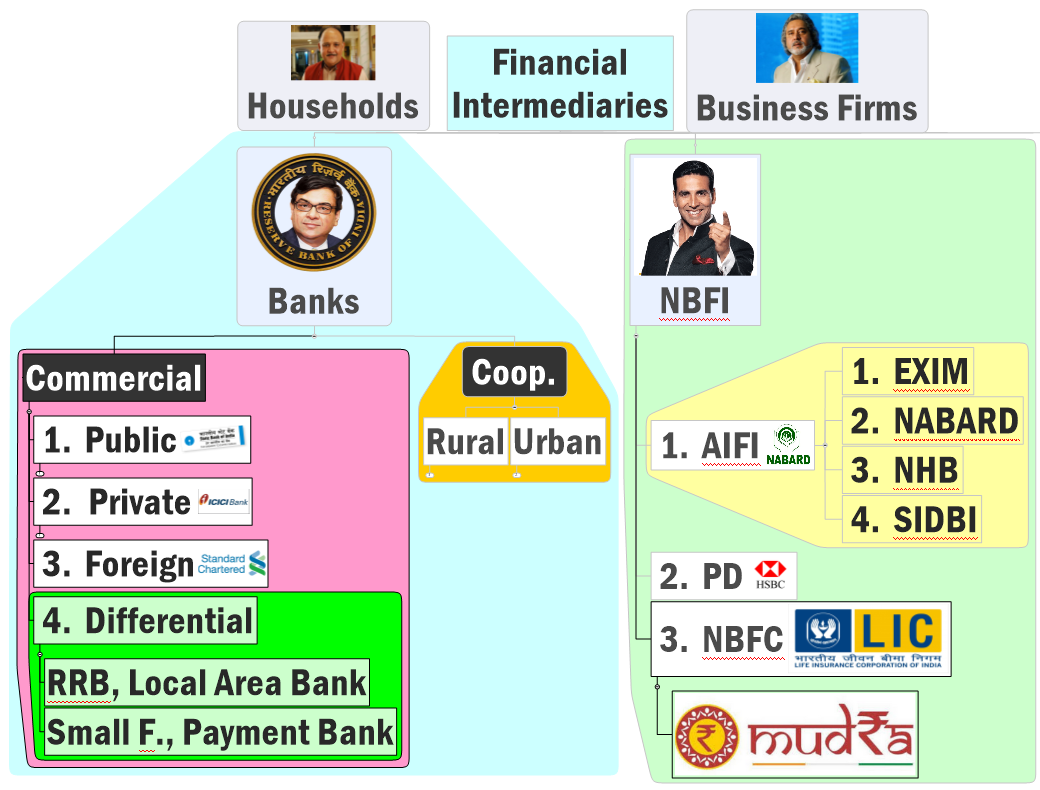 Households
Financial
Intermediaries
Business Firms
भारतीय रिज़र्व बैंक
RESERVE BANK OF INDIA
Banks
NBFI
Commercial
1. Public
2. Private
ICICI Bank
3. Foreign
Standard
Chartered
4. Differential
RRB, Local Area Bank
Small F., Payment Bank
Coop.
Rural
Urban
1. AIFI
NABARD
1. EXIM
2. NABARD
3. NHB
4. SIDBI
2. PD
HSBC
3. NBFC
LIC
भारतीय जीवन बीमा निगम
LIFE INSURANCE CORPORATION OF INDIA
₹
mud₹a